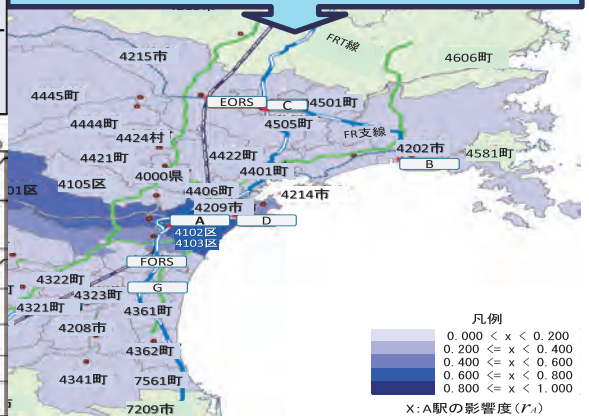 FRT線
4215市
4606町
4445町
EORS
C
4501町
4444町
4505町
4424村
FR支線
4421町
4422町
4202市
4581町
4401町
B
01区
4105区
4000県
4406町
4214市
4209市
A
D
4102区
4103区
FORS
4322町
4323町
G
4321町
4361町
4208市
4362町
4341町
7561町
7209市
凡例
0.000 < x < 0.200
0.200 <= x < 0.400
0.400 <= x < 0.600
0.600 <= x < 0.800
0.800 <= x < 1.000
X:A駅の影響度(rA)